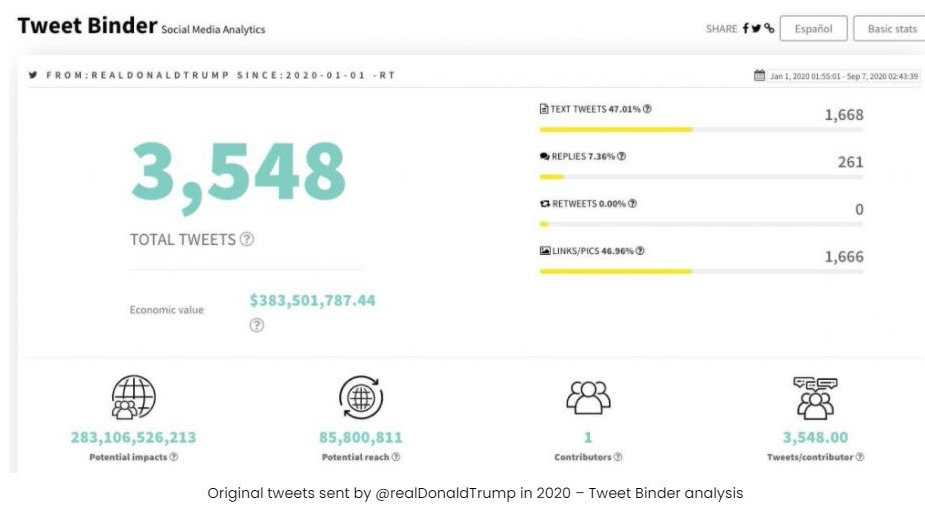 Tweet Binder Social Media Analytics
SHARE
Español
Basic stats
FROM:REALDONALDTRUMP SINCE:2020-01-01 -RT
Jan 1, 2020 01:55:01 - Sep 7, 2020 02:43:39
3,548
TOTAL TWEETS ?
Economic value
$383,501,787.44
?
TEXT TWEETS 47.01% ?
1,668
REPLIES 7.36% ?
261
RETWEETS 0.00% ?
0
LINKS/PICS 46.96% ?
1,666
283,106,526,213
Potential impacts ?
85,800,811
Potential reach ?
1
Contributors ?
3,548.00
Tweets/contributor ?
Original tweets sent by @realDonaldTrump in 2020 – Tweet Binder analysis